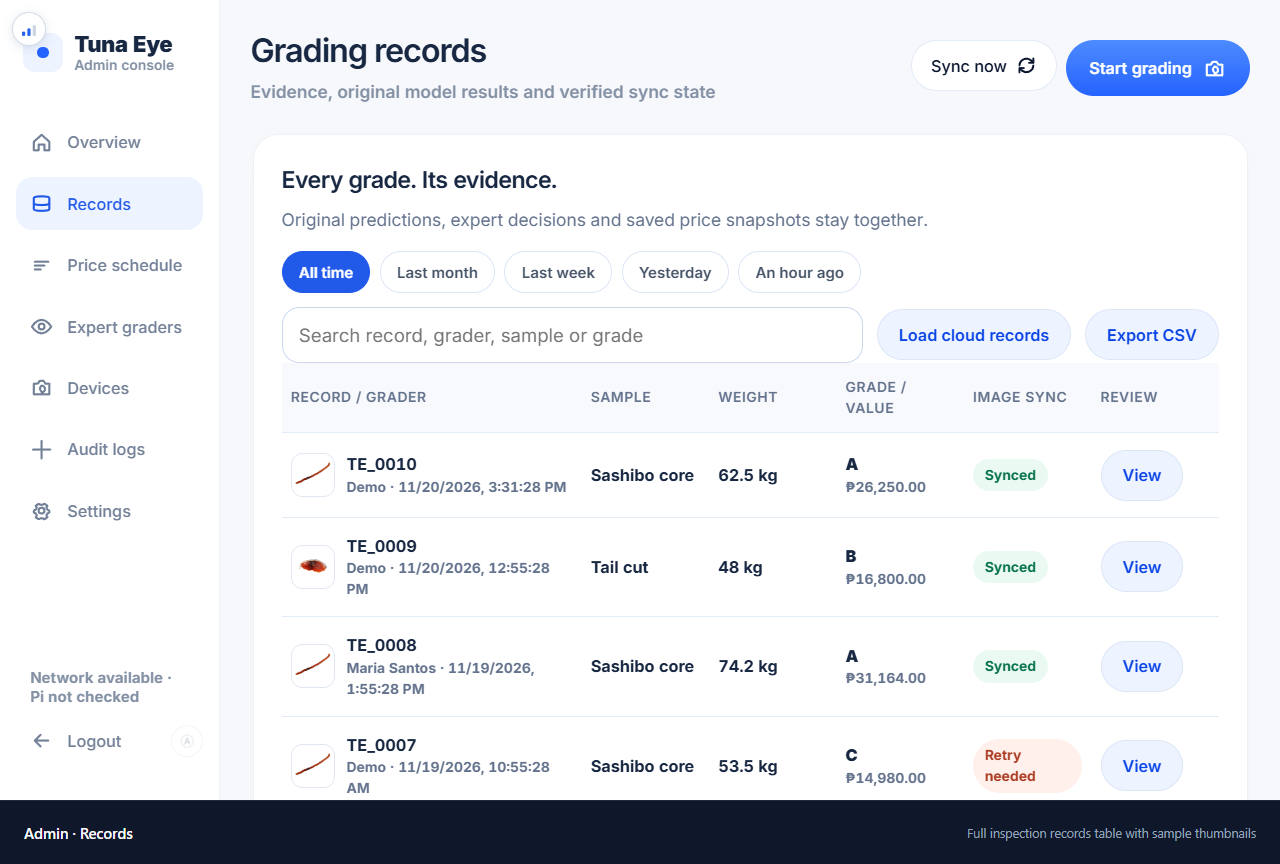 Tuna Eye
Admin console
Overview
Records
Price schedule
Expert graders
Devices
Audit logs
Settings
Network available ·
Pi not checked
Logout
A
Grading records
Evidence, original model results and verified sync state
Sync now
Start grading
Every grade. Its evidence.
Original predictions, expert decisions and saved price snapshots stay together.
All time Last month Last week Yesterday An hour ago
Search record, grader, sample or grade
Load cloud records
Export CSV
RECORD / GRADER SAMPLE WEIGHT GRADE / VALUE IMAGE SYNC REVIEW
TE_0010
Demo · 11/20/2026, 3:31:28 PM
Sashibo core 62.5 kg
A
₱26,250.00
Synced View
TE_0009
Demo · 11/20/2026, 12:55:28
PM
Tail cut 48 kg
B
₱16,800.00
Synced View
TE_0008
Maria Santos · 11/19/2026,
1:55:28 PM
Sashibo core 74.2 kg
A
₱31,164.00
Synced View
TE_0007
Demo · 11/19/2026, 10:55:28
AM
Sashibo core 53.5 kg
C
₱14,980.00
Retry
needed
View
Admin · Records
Full inspection records table with sample thumbnails